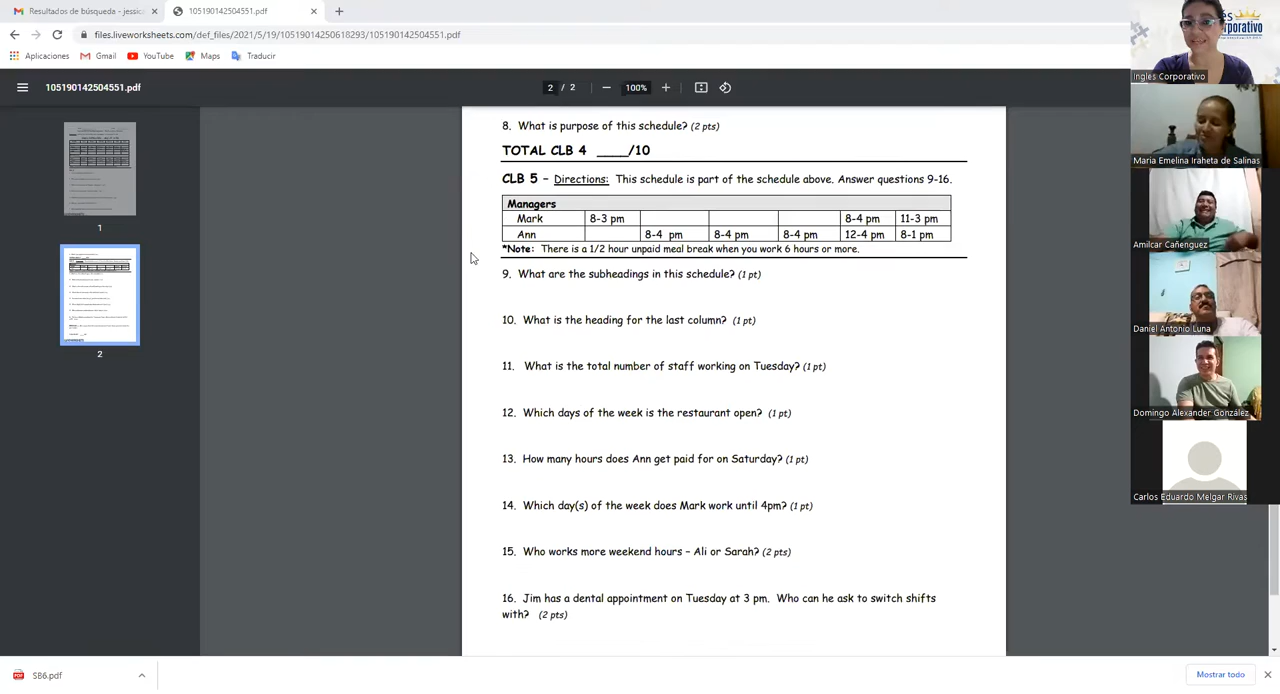 Resultados de búsqueda - jessica
105190142504551.pdf
files.liveworksheets.com/def_files/2021/5/19/10519014250618293/105190142504551.pdf
Aplicaciones
Gmail
YouTube
Maps
Traducir
105190142504551.pdf
2 / 2
100%
1
2
8. What is purpose of this schedule? (2 pts)
TOTAL CLB 4 ____/10
CLB 5 – Directions: This schedule is part of the schedule above. Answer questions 9-16.
Managers
Mark 8-3 pm 8-4 pm 11-3 pm
Ann 8-4 pm 8-4 pm 8-4 pm 12-4 pm 8-1 pm
*Note: There is a 1/2 hour unpaid meal break when you work 6 hours or more.
9. What are the subheadings in this schedule? (1 pt)
10. What is the heading for the last column? (1 pt)
11. What is the total number of staff working on Tuesday? (1 pt)
12. Which days of the week is the restaurant open? (1 pt)
13. How many hours does Ann get paid for on Saturday? (1 pt)
14. Which day(s) of the week does Mark work until 4pm? (1 pt)
15. Who works more weekend hours – Ali or Sarah? (2 pts)
16. Jim has a dental appointment on Tuesday at 3 pm. Who can he ask to switch shifts
with? (2 pts)
Ingles Corporativo
Maria Emelina Iraheta de Salinas
Amilcar Cañenguez
Daniel Antonio Luna
Domingo Alexander González
Carlos Eduardo Melgar Rivas
SB6.pdf
Mostrar todo